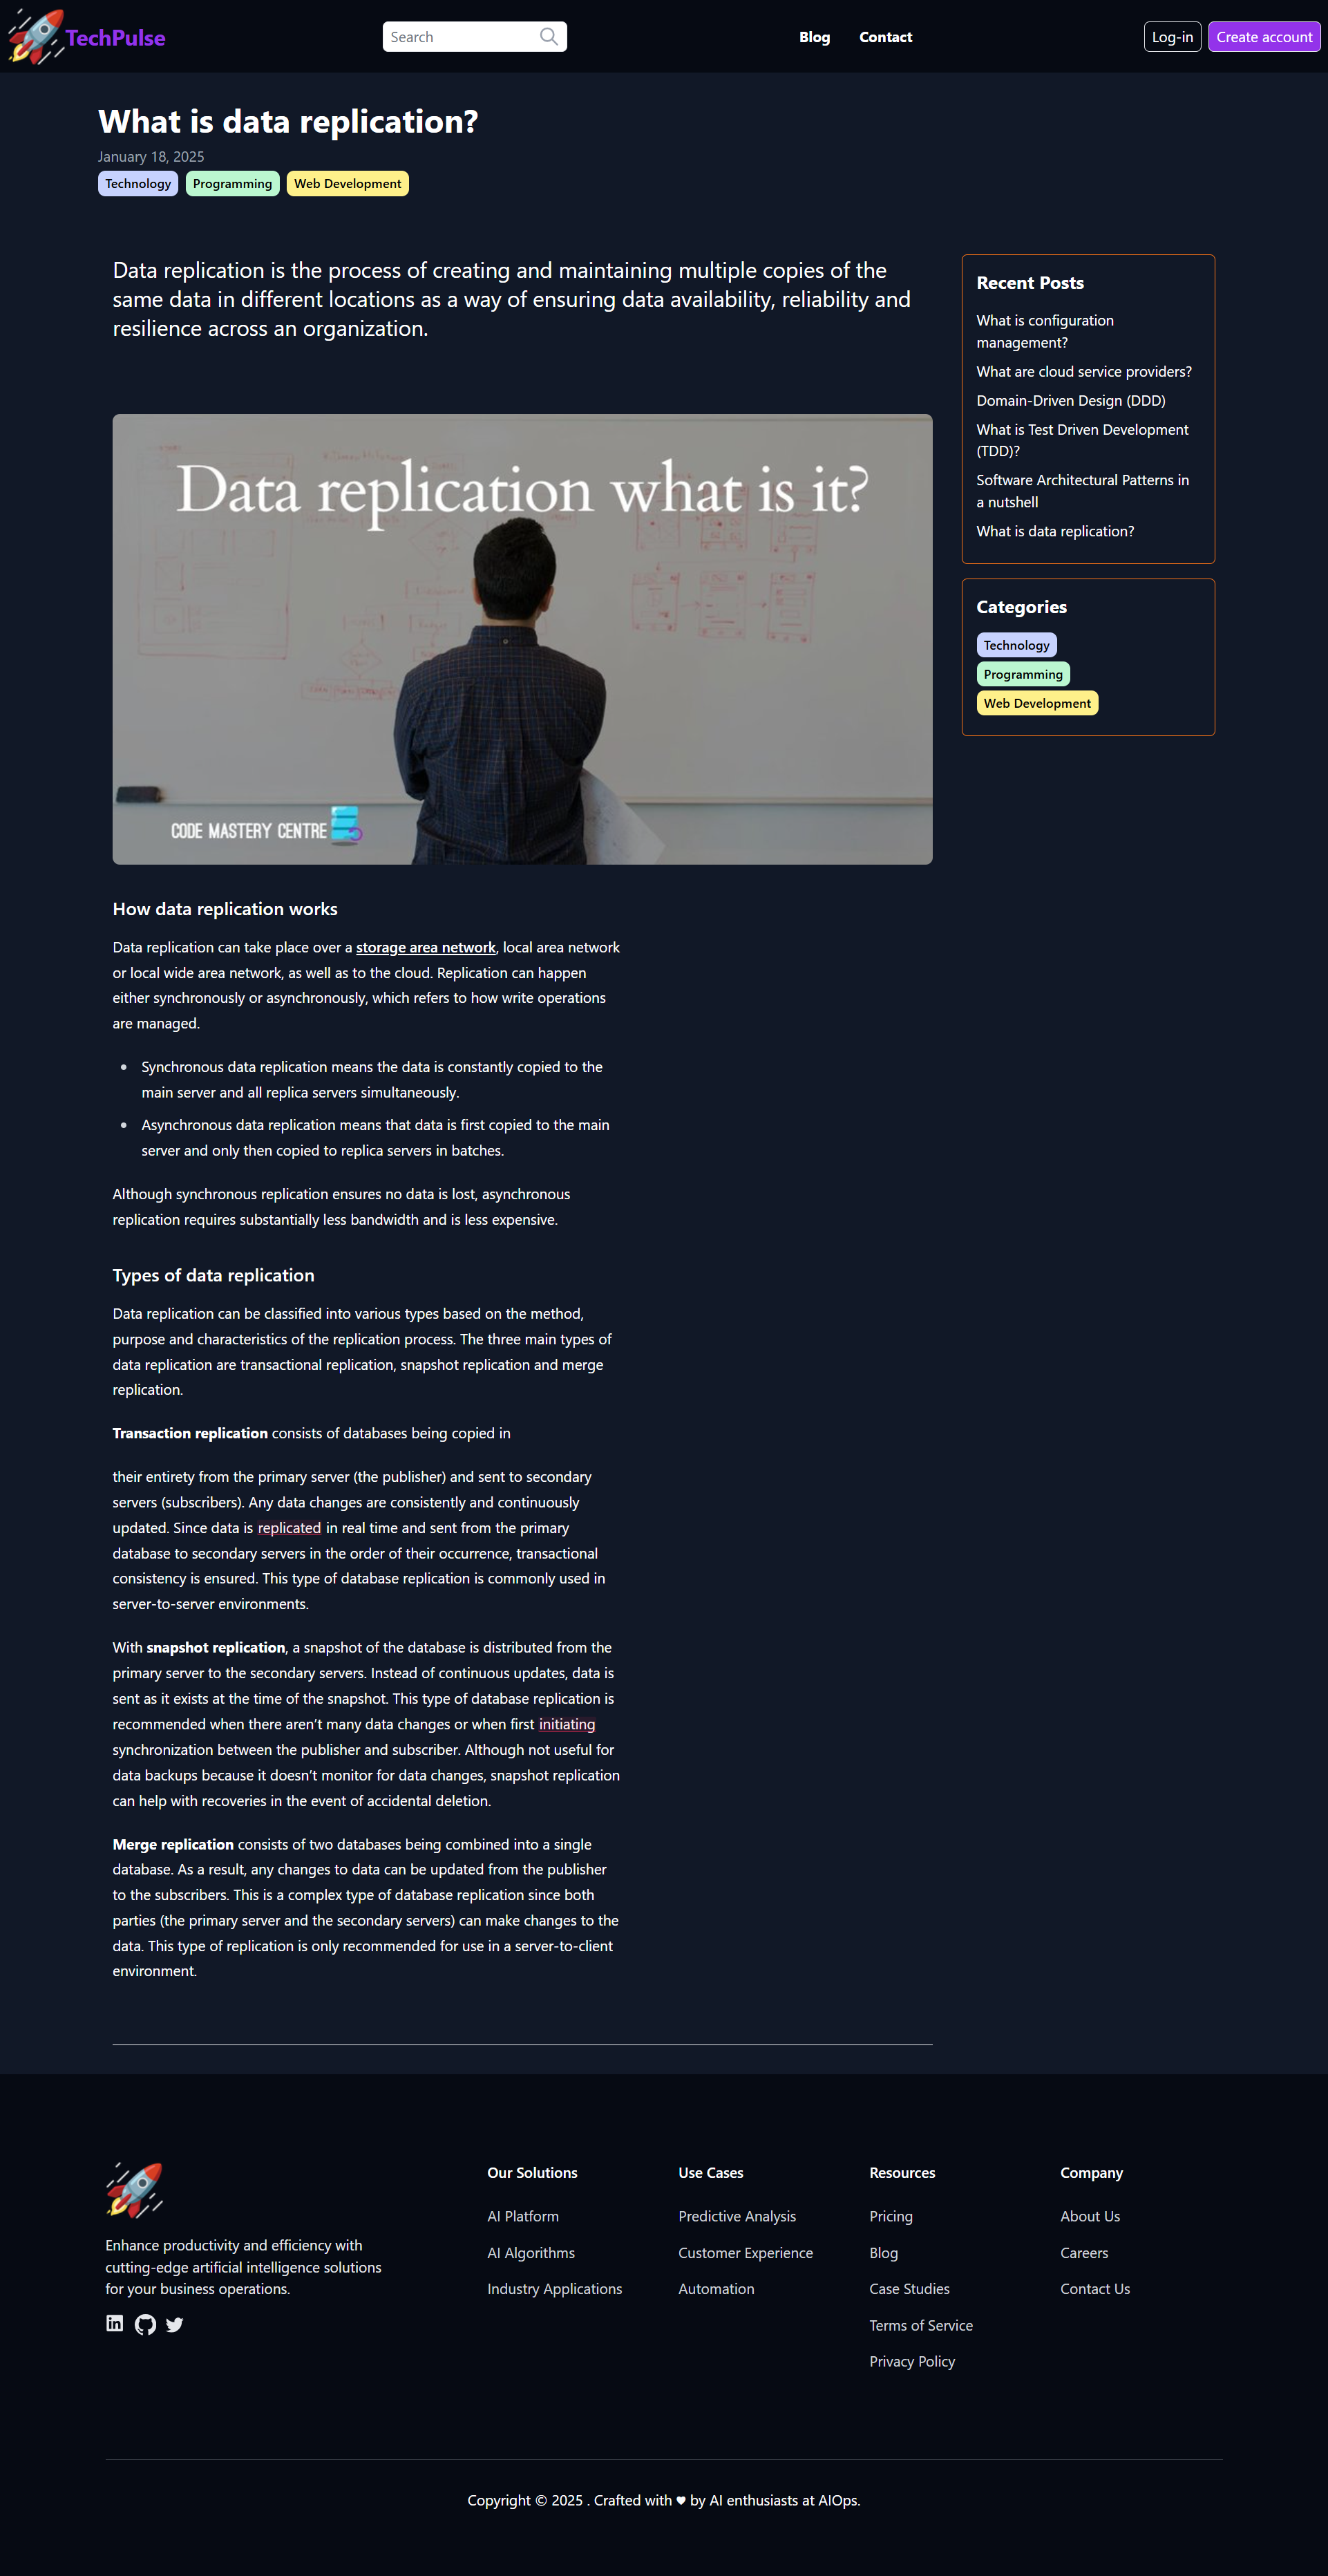 TechPulse
Search
Blog
Contact
Log-in
Create account
What is data replication?
January 18, 2025
Technology
Programming
Web Development
Data replication is the process of creating and maintaining multiple copies of the
same data in different locations as a way of ensuring data availability, reliability and
resilience across an organization.
Data replication what is it?
CODE MASTERY CENTRE
Recent Posts
What is configuration
management?
What are cloud service providers?
Domain-Driven Design (DDD)
What is Test Driven Development
(TDD)?
Software Architectural Patterns in
a nutshell
What is data replication?
Categories
Technology
Programming
Web Development
How data replication works
Data replication can take place over a storage area network, local area network
or local wide area network, as well as to the cloud. Replication can happen
either synchronously or asynchronously, which refers to how write operations
are managed.
Synchronous data replication means the data is constantly copied to the
main server and all replica servers simultaneously.
Asynchronous data replication means that data is first copied to the main
server and only then copied to replica servers in batches.
Although synchronous replication ensures no data is lost, asynchronous
replication requires substantially less bandwidth and is less expensive.
Types of data replication
Data replication can be classified into various types based on the method,
purpose and characteristics of the replication process. The three main types of
data replication are transactional replication, snapshot replication and merge
replication.
Transaction replication consists of databases being copied in
their entirety from the primary server (the publisher) and sent to secondary
servers (subscribers). Any data changes are consistently and continuously
updated. Since data is replicated in real time and sent from the primary
database to secondary servers in the order of their occurrence, transactional
consistency is ensured. This type of database replication is commonly used in
server-to-server environments.
With snapshot replication, a snapshot of the database is distributed from the
primary server to the secondary servers. Instead of continuous updates, data is
sent as it exists at the time of the snapshot. This type of database replication is
recommended when there aren’t many data changes or when first initiating
synchronization between the publisher and subscriber. Although not useful for
data backups because it doesn’t monitor for data changes, snapshot replication
can help with recoveries in the event of accidental deletion.
Merge replication consists of two databases being combined into a single
database. As a result, any changes to data can be updated from the publisher
to the subscribers. This is a complex type of database replication since both
parties (the primary server and the secondary servers) can make changes to the
data. This type of replication is only recommended for use in a server-to-client
environment.
Enhance productivity and efficiency with
cutting-edge artificial intelligence solutions
for your business operations.
Our Solutions
AI Platform
AI Algorithms
Industry Applications
Use Cases
Predictive Analysis
Customer Experience
Automation
Resources
Pricing
Blog
Case Studies
Terms of Service
Privacy Policy
Company
About Us
Careers
Contact Us
Copyright © 2025 . Crafted with ♥ by AI enthusiasts at AIOps.